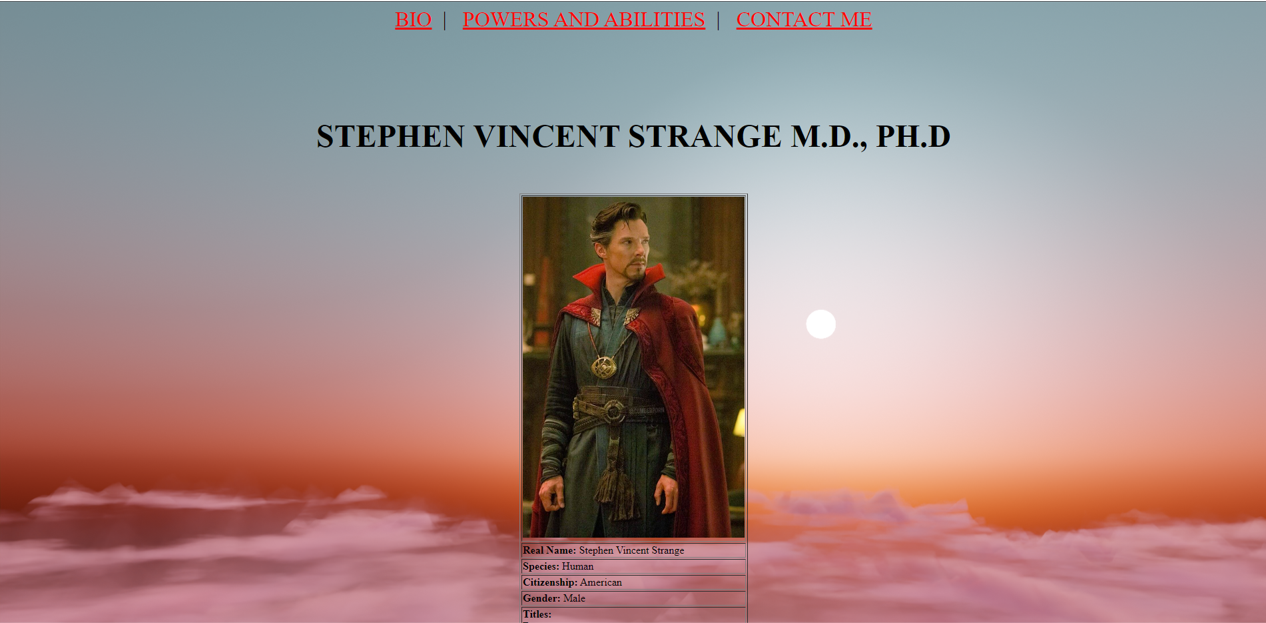 BIO | POWERS AND ABILITIES | CONTACT ME
STEPHEN VINCENT STRANGE M.D., PH.D
Real Name: Stephen Vincent Strange
Species: Human
Citizenship: American
Gender: Male
Titles: